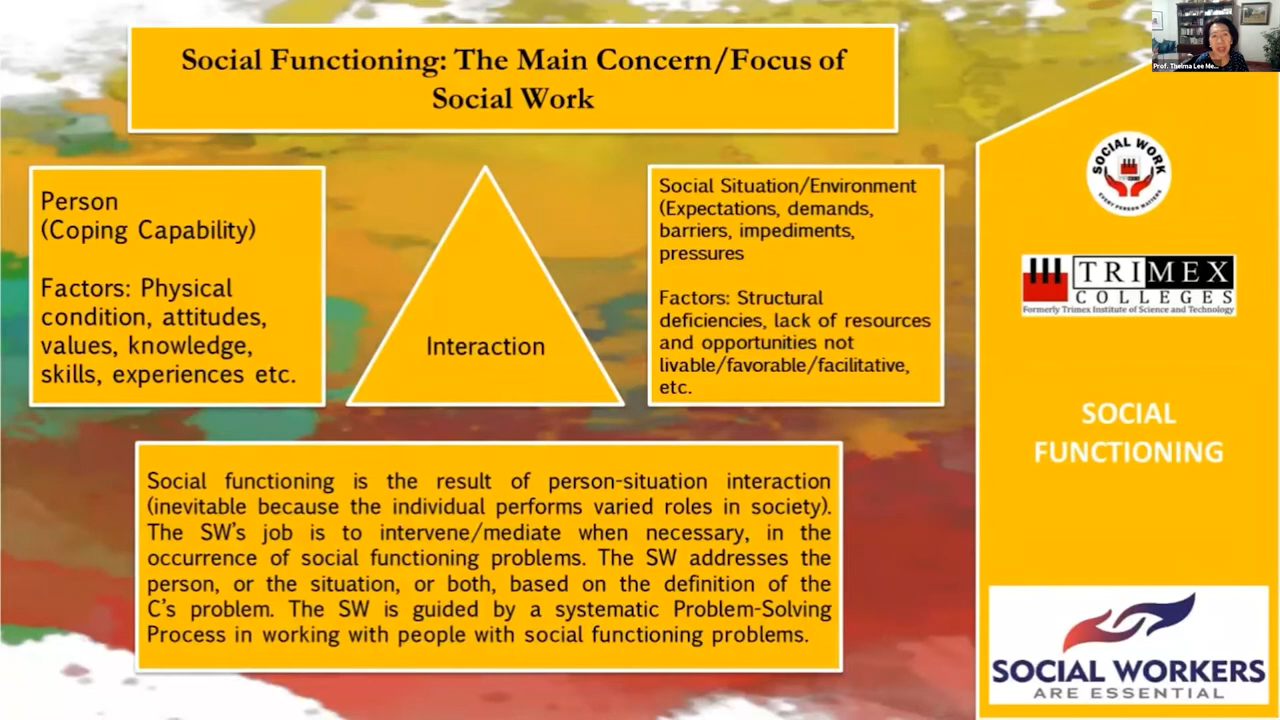 Social Functioning: The Main Concern/Focus of
Social Work
Prof. Thelma Lee Me...
Person
(Coping Capability)
Factors: Physical
condition, attitudes,
values, knowledge,
skills, experiences etc.
Interaction
Social Situation/Environment
(Expectations, demands,
barriers, impediments,
pressures
Factors: Structural
deficiencies, lack of resources
and opportunities not
livable/favorable/facilitative,
etc.
Social functioning is the result of person-situation interaction
(inevitable because the individual performs varied roles in society).
The SW's job is to intervene/mediate when necessary, in the
occurrence of social functioning problems. The SW addresses the
person, or the situation, or both, based on the definition of the
C's problem. The SW is guided by a systematic Problem-Solving
Process in working with people with social functioning problems.
SOCIAL WORK
EVERY PERSON MATTERS
TRIMEX
COLLEGES
Formerly Trimex Institute of Science and Technology
SOCIAL
FUNCTIONING
SOCIAL WORKERS
ARE ESSENTIAL